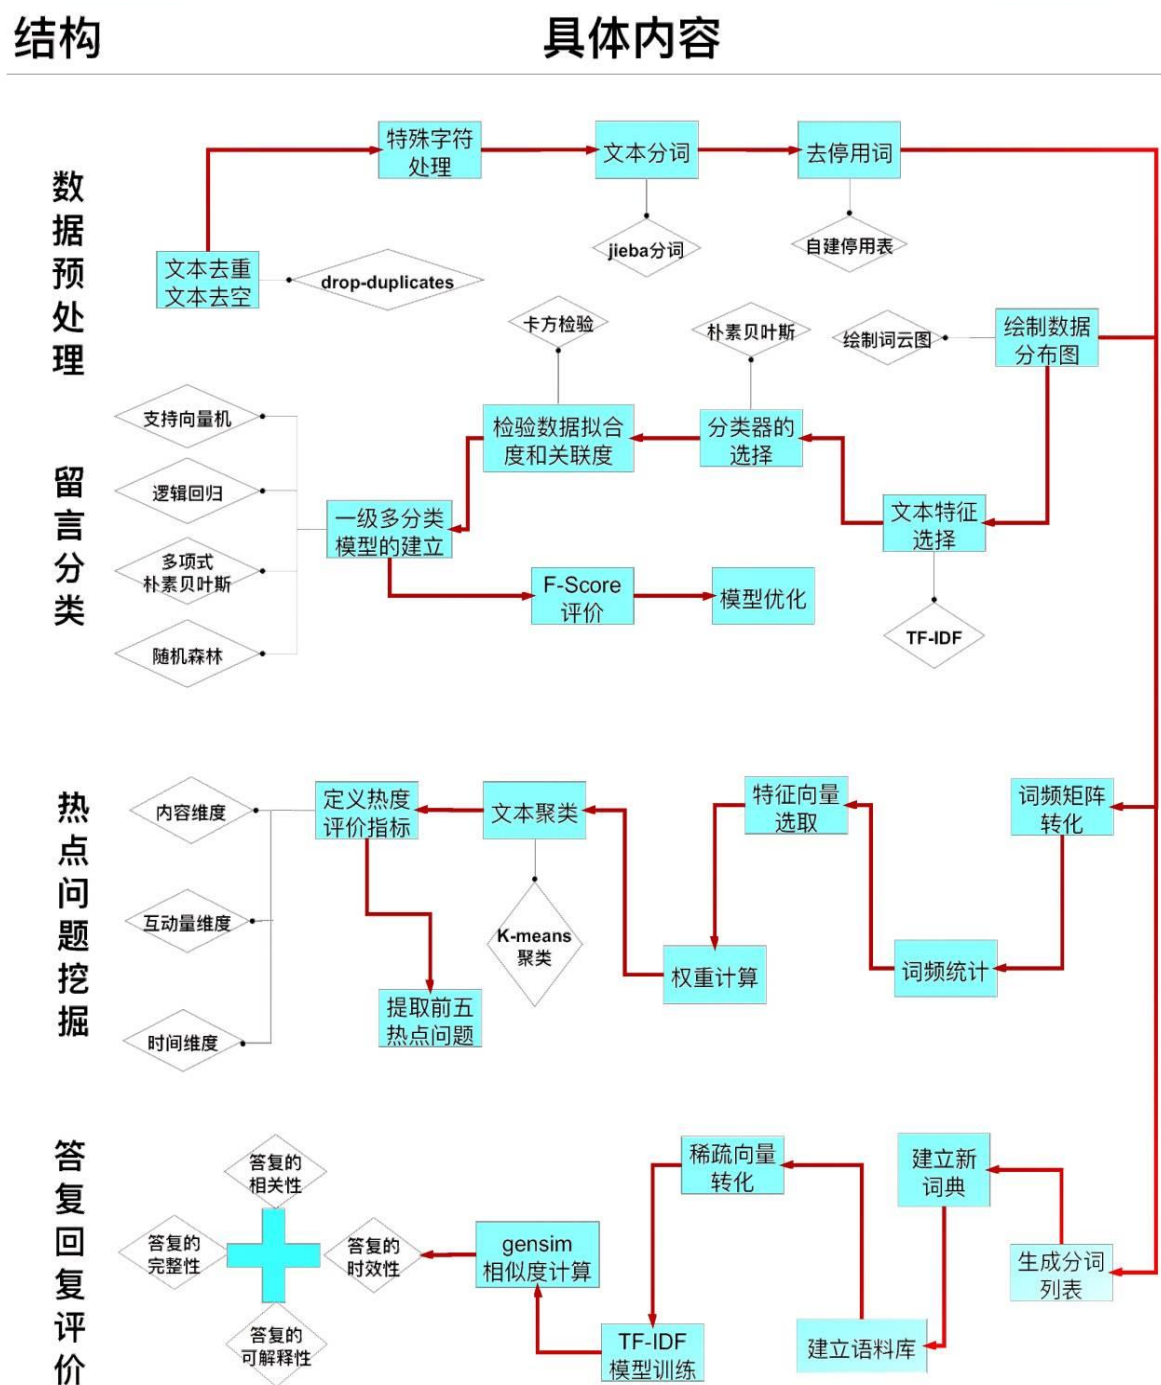 结构
具体内容
数据预处理
特殊字符
处理
文本分词
去停用词
jieba分词
自建停用表
文本去重
文本去空
drop-duplicates
留言分类
卡方检验
朴素贝叶斯
绘制词云图
绘制数据
分布图
支持向量机
检验数据拟合
度和关联度
分类器的
选择
逻辑回归
一级多分类
模型的建立
文本特征
选择
多项式
朴素贝叶斯
F-Score
评价
模型优化
TF-IDF
随机森林
热点问题挖掘
内容维度
定义热度
评价指标
文本聚类
特征向量
选取
词频矩阵
转化
互动量维度
K-means
聚类
权重计算
词频统计
时间维度
提取前五
热点问题
答复回复评价
答复的
相关性
稀疏向量
转化
建立新
词典
答复的
完整性
答复的
时效性
gensim
相似度计算
生成分词
列表
答复的
可解释性
TF-IDF
模型训练
建立语料库